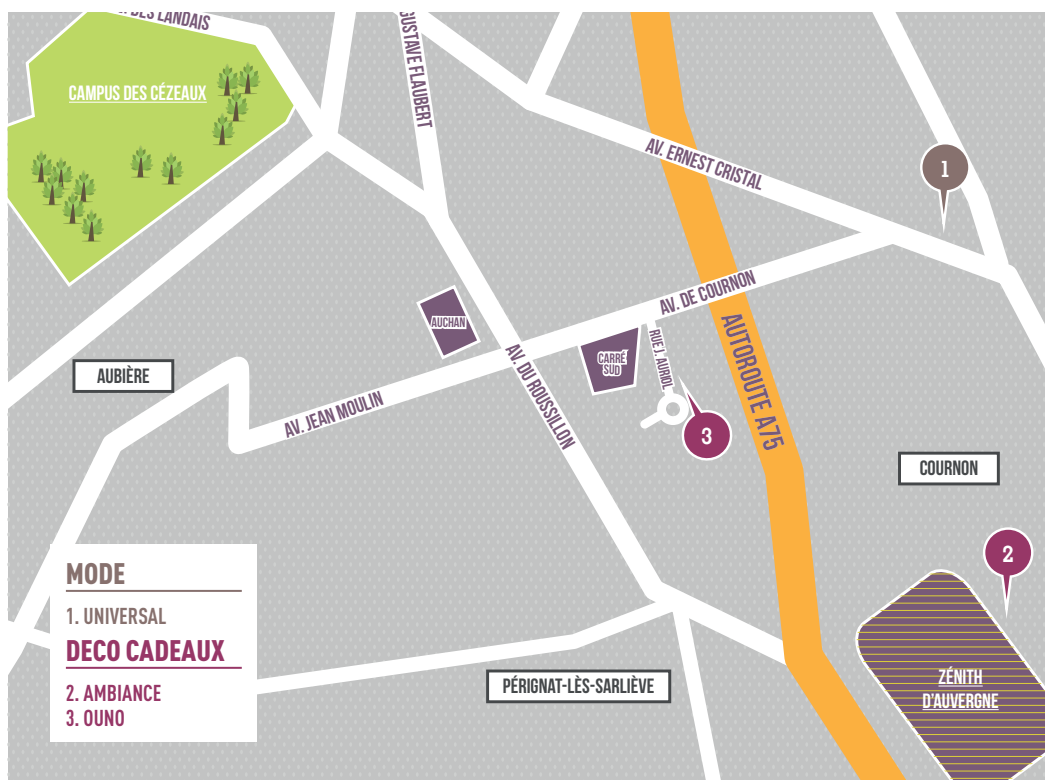 DES LANDAIS
GUSTAVE FLAUBERT
CAMPUS DES CÉZEAUX
AV. ERNEST CRISTAL
1
AV. DE COURNON
AUCHAN
AUTOROUTE A75
RUE J. AURIOL
CARRÉ
SUD
AV. DU ROUSSILLON
AUBIÈRE
AV. JEAN MOULIN
3
COURNON
2
MODE
1. UNIVERSAL
DECO CADEAUX
2. AMBIANCE
3. OUNO
PÉRIGNAT-LÈS-SARLIÈVE
ZÉNITH
D'AUVERGNE